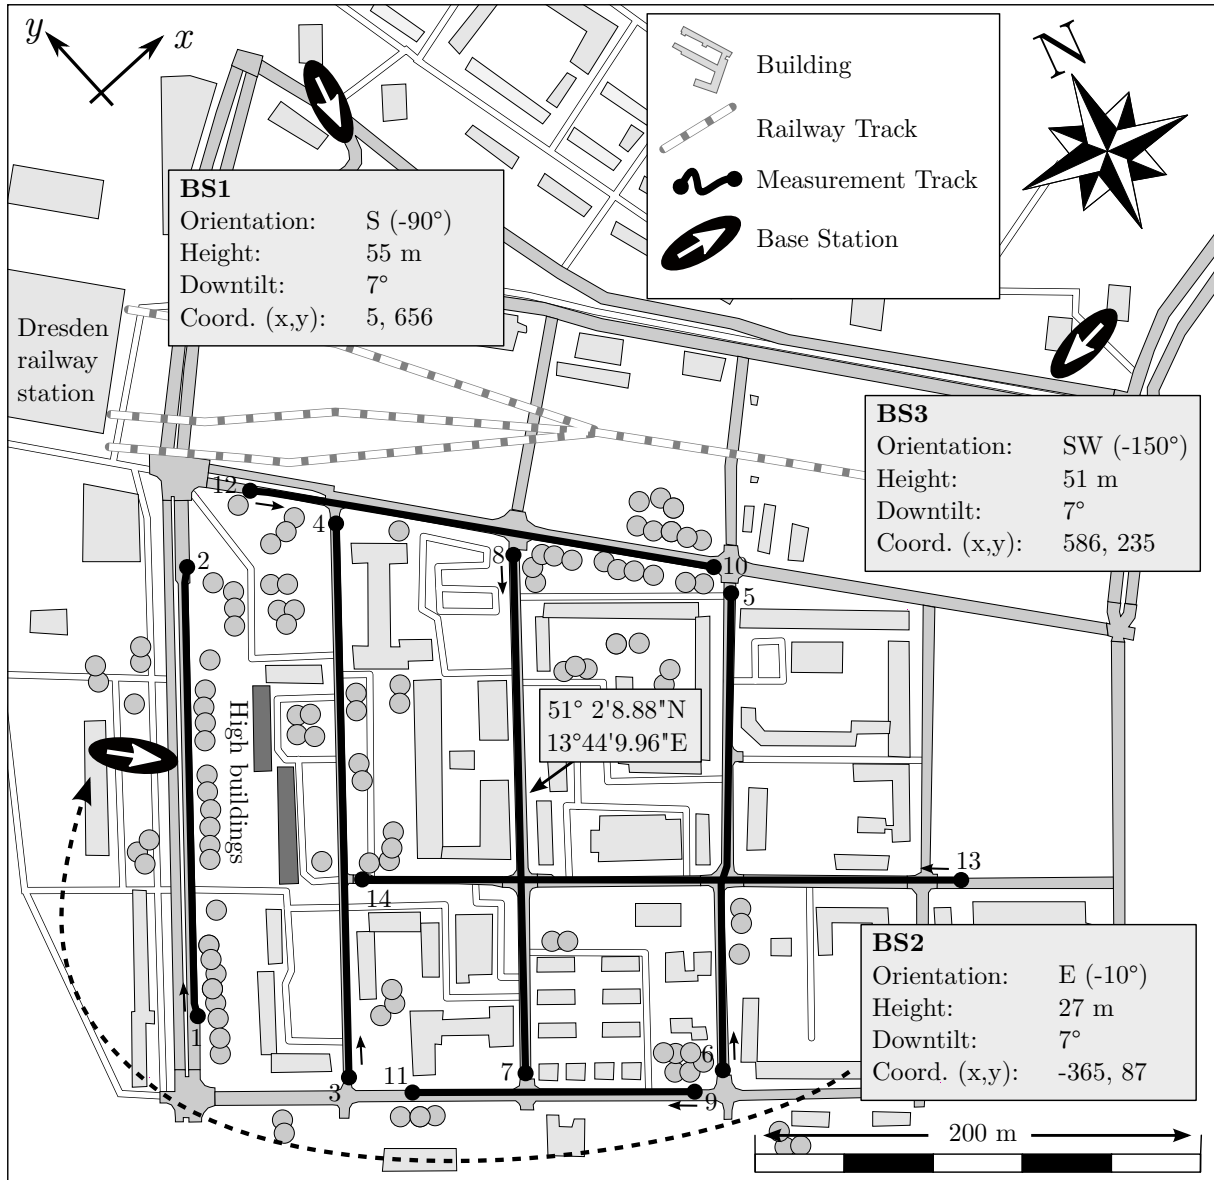 y
x
N
Building
Railway Track
Measurement Track
Base Station
BS1
Orientation: S (-90°)
Height: 55 m
Downtilt: 7°
Coord. (x,y): 5, 656
Dresden
railway
station
BS3
Orientation: SW (-150°)
Height: 51 m
Downtilt: 7°
Coord. (x,y): 586, 235
12
4
2
8
10
5
51° 2'8.88"N
13°44'9.96"E
High buildings
13
14
BS2
Orientation: E (-10°)
Height: 27 m
Downtilt: 7°
Coord. (x,y): -365, 87
1
3
11
7
6
9
200 m